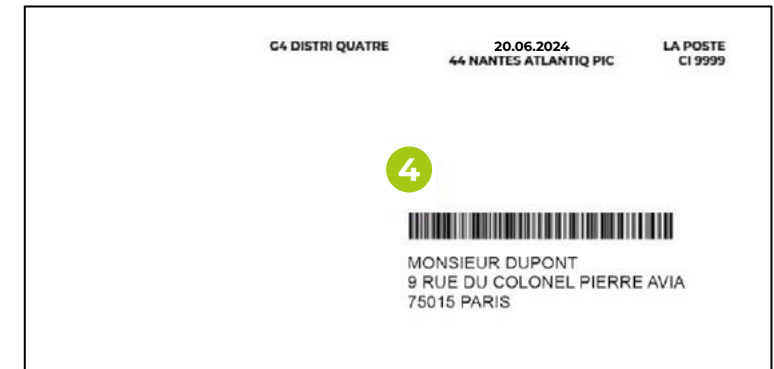 G4 DISTRI QUATRE
20.06.2024
44 NANTES ATLANTIQ PIC
LA POSTE
CI 9999
4
MONSIEUR DUPONT
9 RUE DU COLONEL PIERRE AVIA
75015 PARIS